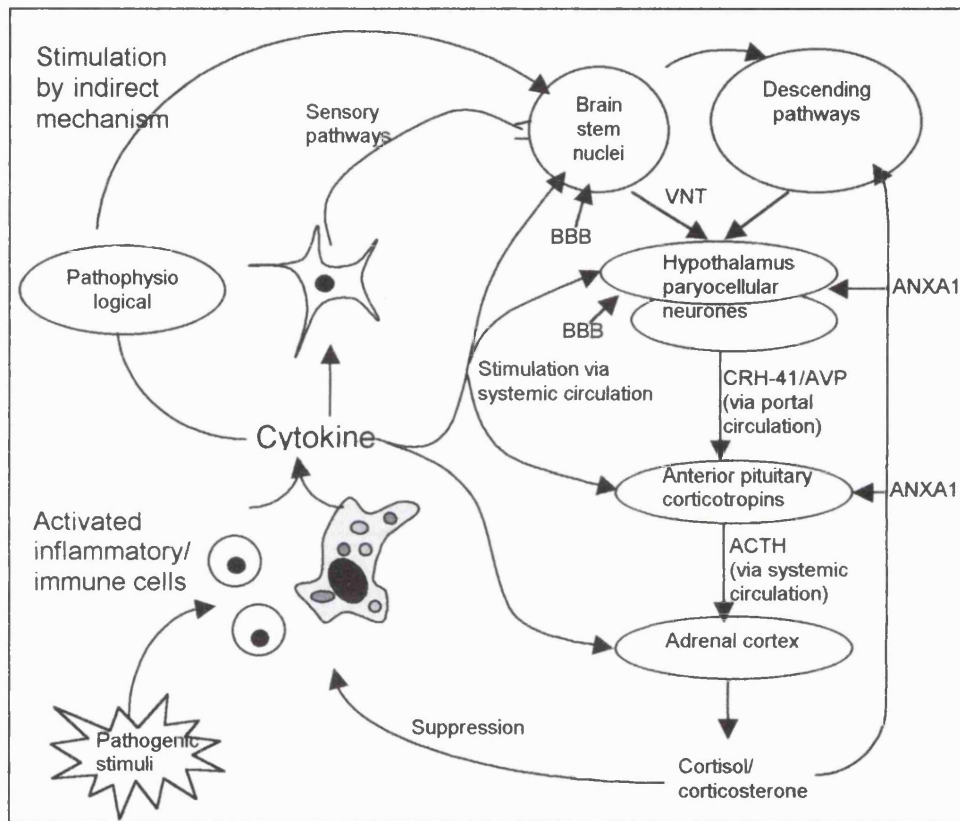 Stimulation
by indirect
mechanism
Sensory
pathways
Brain
stem
nuclei
Descending
pathways
VNT
BBB
Pathophysio
logical
Hypothalamus
paryocellular
neurones
ANXA1
BBB
Stimulation via
systemic circulation
CRH-41/AVP
(via portal
circulation)
Cytokine
Anterior pituitary
corticotropins
ANXA1
Activated
inflammatory/
immune cells
ACTH
(via systemic
circulation)
Adrenal cortex
Suppression
Pathogenic
stimuli
Cortisol/
corticosterone